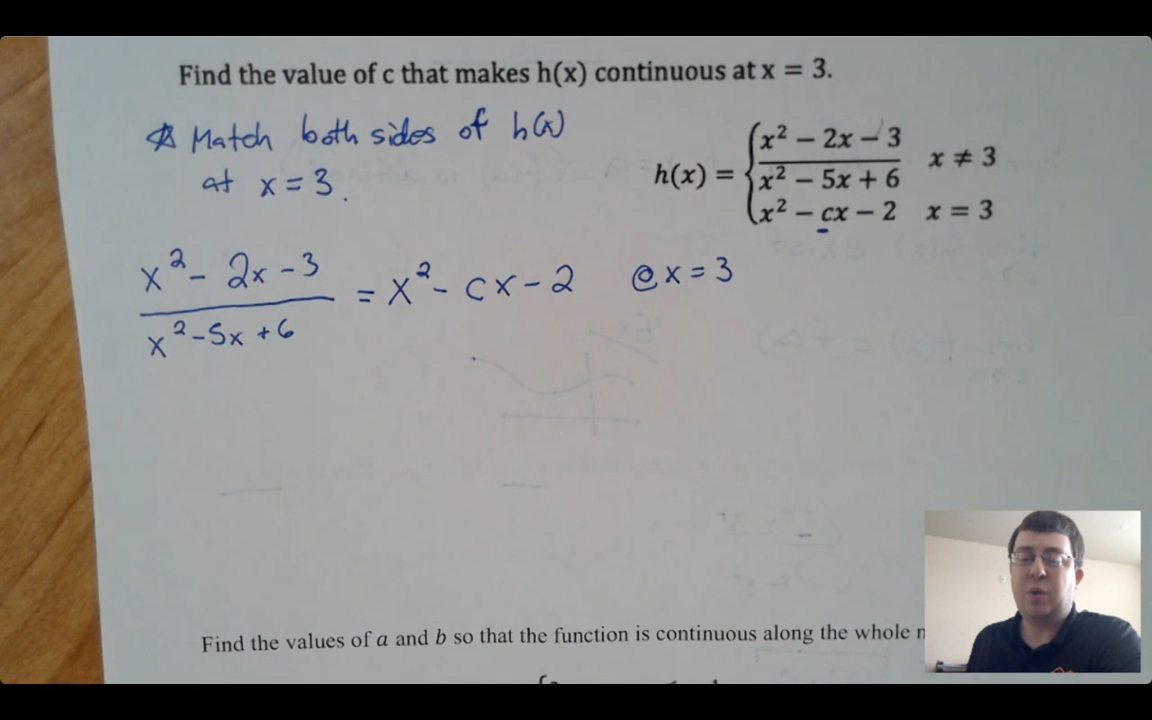 Find the value of c that makes h(x) continuous at x = 3.
☆ Match both sides of h(x)
at x = 3.
h(x) = { x² − 2x − 3 / x² − 5x + 6   x ≠ 3
x² − cx − 2   x = 3
x² - 2x - 3 / x² - 5x + 6 = x² - cx - 2   @ x = 3
Find the values of a and b so that the function is continuous along the whole